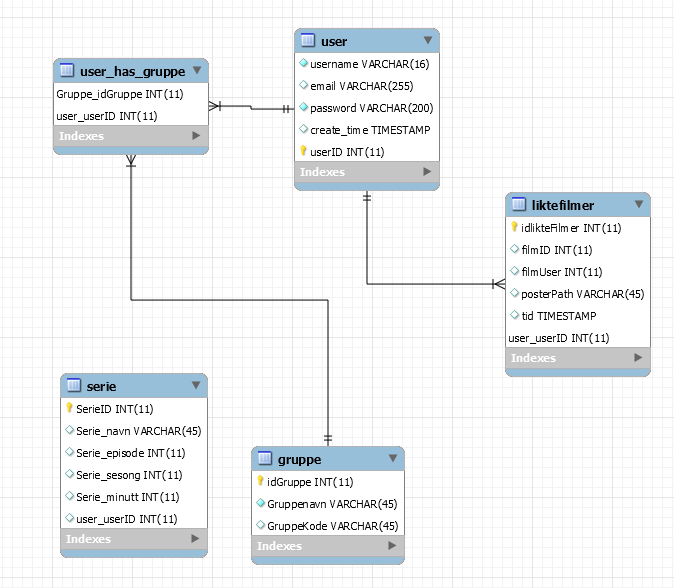 user_has_gruppe
Gruppe_idGruppe INT(11)
user_userID INT(11)
Indexes
user
username VARCHAR(16)
email VARCHAR(255)
password VARCHAR(200)
create_time TIMESTAMP
userID INT(11)
Indexes
liktefilmer
idlikteFilmer INT(11)
filmID INT(11)
filmUser INT(11)
posterPath VARCHAR(45)
tid TIMESTAMP
user_userID INT(11)
Indexes
serie
SerieID INT(11)
Serie_navn VARCHAR(45)
Serie_episode INT(11)
Serie_sesong INT(11)
Serie_minutt INT(11)
user_userID INT(11)
Indexes
gruppe
idGruppe INT(11)
Gruppenavn VARCHAR(45)
GruppeKode VARCHAR(45)
Indexes